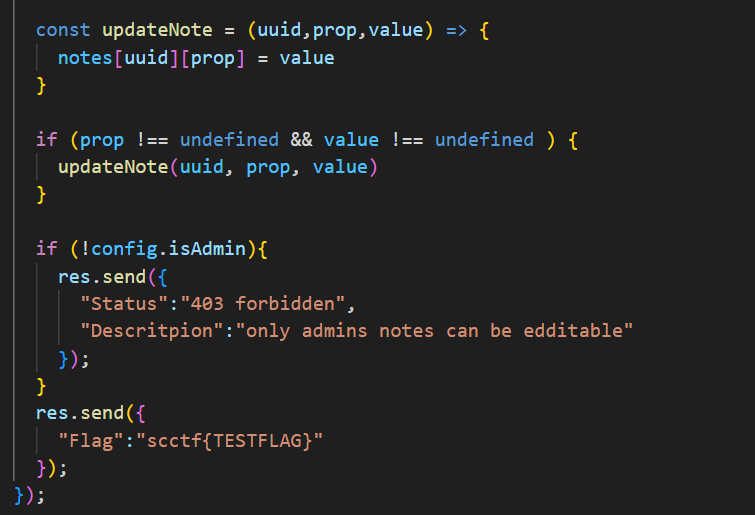 const updateNote = (uuid,prop,value) => {
notes[uuid][prop] = value
}
if (prop !== undefined && value !== undefined ) {
updateNote(uuid, prop, value)
}
if (!config.isAdmin){
res.send({
"Status":"403 forbidden",
"Descritpion":"only admins notes can be edditable"
});
}
res.send({
"Flag":"scctf{TESTFLAG}"
});
});